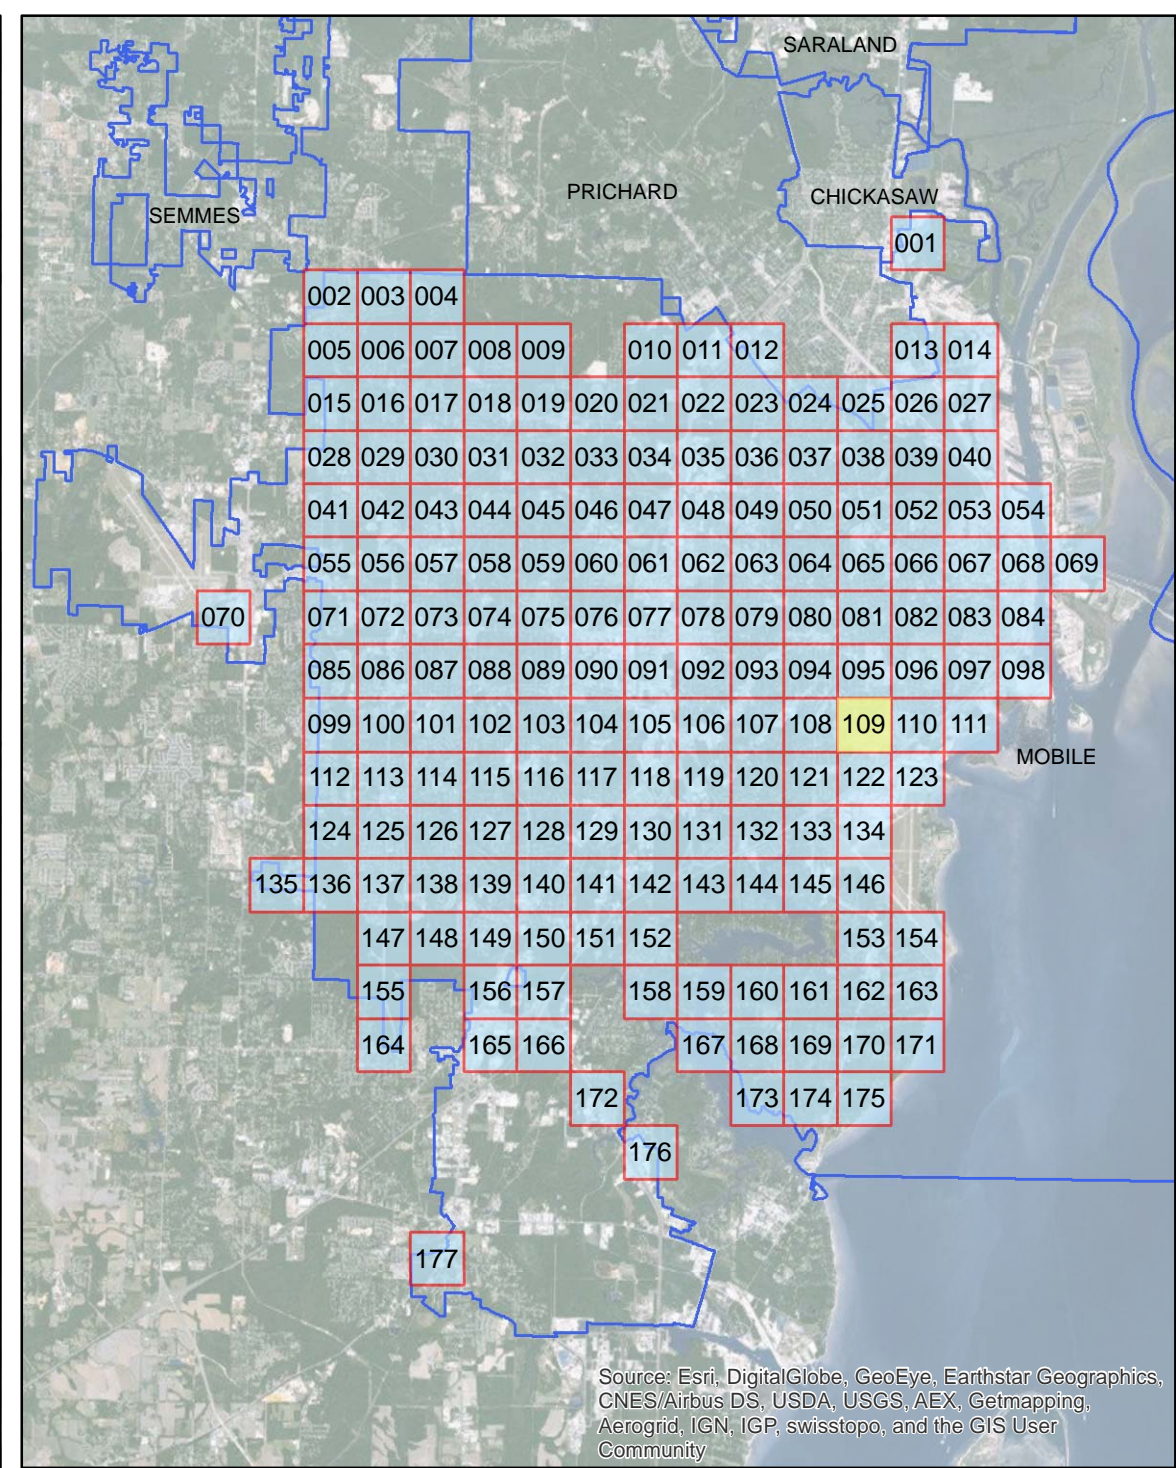 SARALAND
PRICHARD
CHICKASAW
SEMMES
001
002 003 004
005 006 007 008 009 010 011 012 013 014
015 016 017 018 019 020 021 022 023 024 025 026 027
028 029 030 031 032 033 034 035 036 037 038 039 040
041 042 043 044 045 046 047 048 049 050 051 052 053 054
055 056 057 058 059 060 061 062 063 064 065 066 067 068 069
070 071 072 073 074 075 076 077 078 079 080 081 082 083 084
085 086 087 088 089 090 091 092 093 094 095 096 097 098
099 100 101 102 103 104 105 106 107 108 109 110 111
MOBILE
112 113 114 115 116 117 118 119 120 121 122 123
124 125 126 127 128 129 130 131 132 133 134
135 136 137 138 139 140 141 142 143 144 145 146
147 148 149 150 151 152 153 154
155 156 157 158 159 160 161 162 163
164 165 166 167 168 169 170 171
172 173 174 175
176
177
Source: Esri, DigitalGlobe, GeoEye, Earthstar Geographics,
CNES/Airbus DS, USDA, USGS, AEX, Getmapping,
Aerogrid, IGN, IGP, swisstopo, and the GIS User
Community